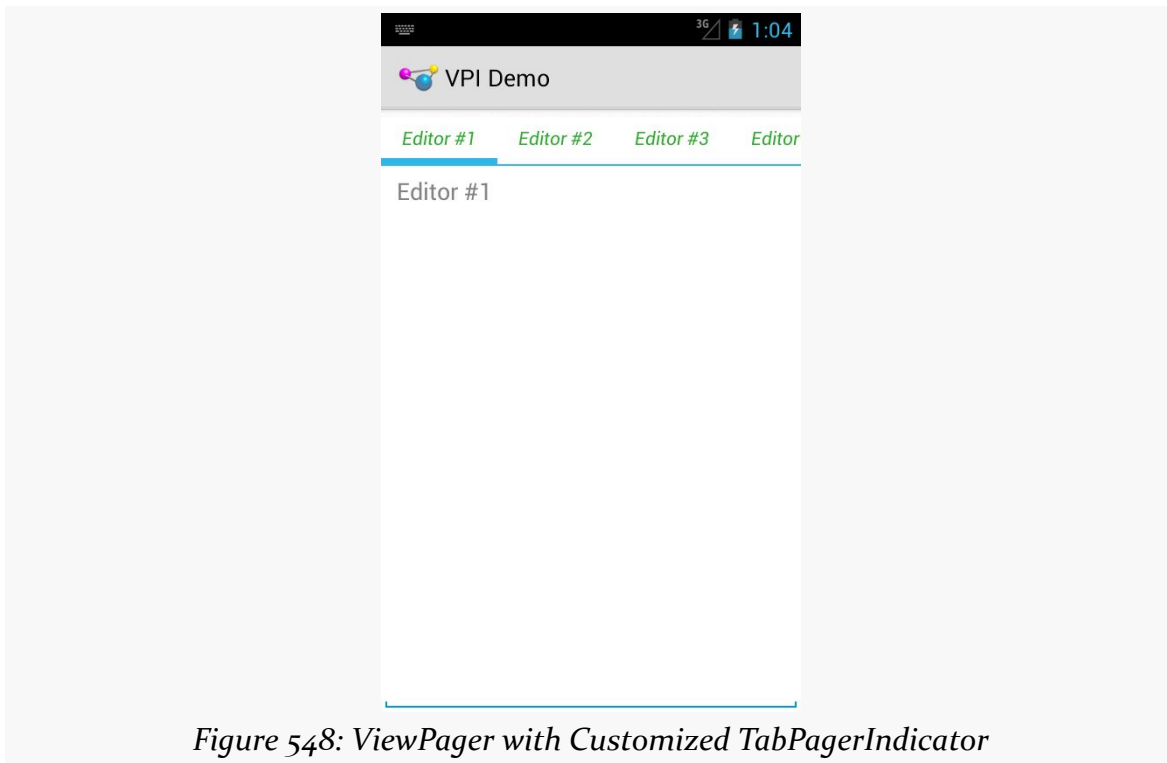 3G 1:04
VPI Demo
Editor #1 Editor #2 Editor #3 Editor
Editor #1
Figure 548: ViewPager with Customized TabPagerIndicator